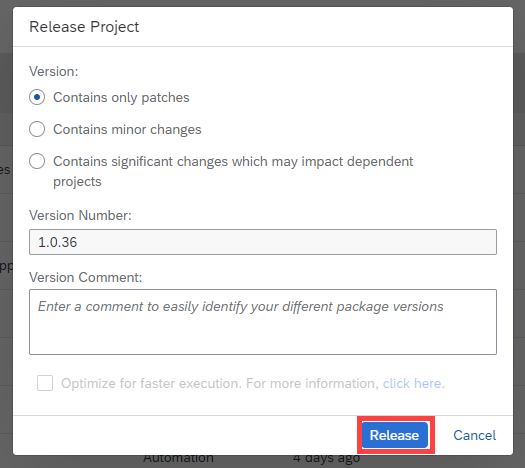 Release Project
Version:
Contains only patches
Contains minor changes
Contains significant changes which may impact dependent
projects
es
Version Number:
1.0.36
pp
Version Comment:
Enter a comment to easily identify your different package versions
Optimize for faster execution. For more information, click here.
Release Cancel
Automation 4 days ago